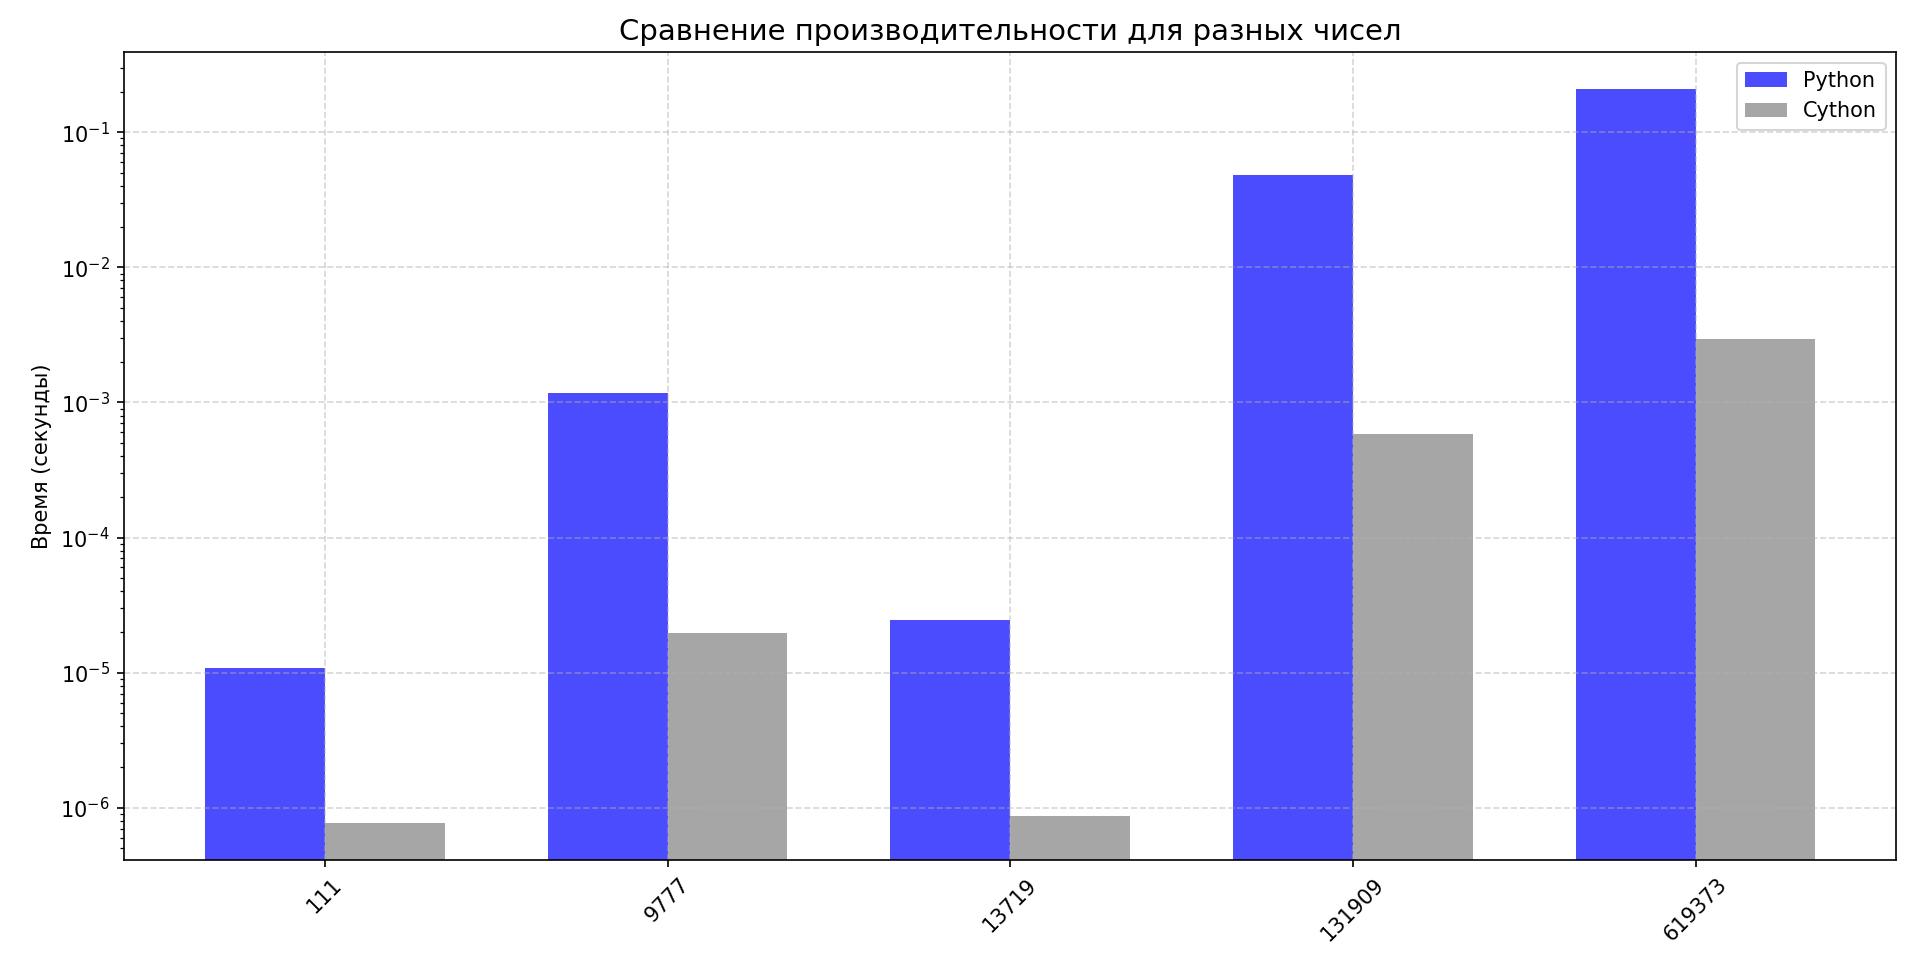 Сравнение производительности для разных чисел
Python
Cython
Время (секунды)
10⁻¹
10⁻²
10⁻³
10⁻⁴
10⁻⁵
10⁻⁶
111
9777
13719
131909
619373